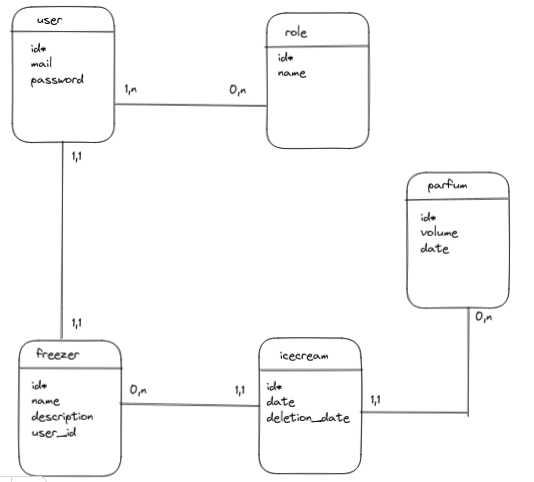 user
id*
mail
password
1,n
0,n
role
id*
name
1,1
parfum
id*
volume
date
0,n
1,1
freezer
id*
name
description
user_id
0,n
1,1
icecream
id*
date
deletion_date
1,1